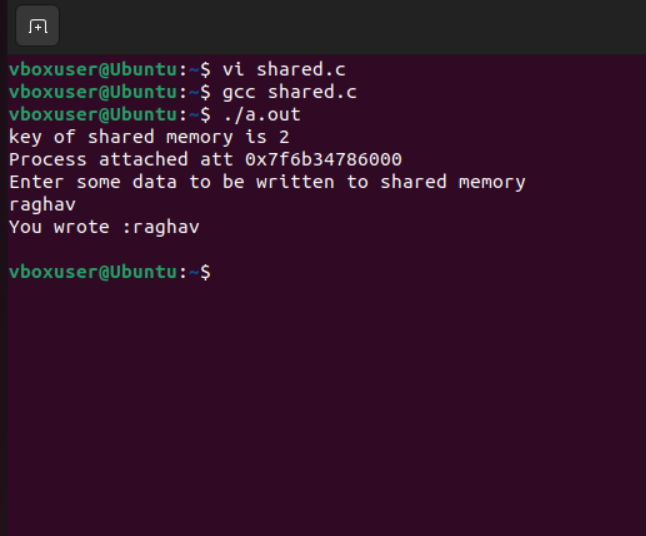 vboxuser@Ubuntu:~$ vi shared.c
vboxuser@Ubuntu:~$ gcc shared.c
vboxuser@Ubuntu:~$ ./a.out
key of shared memory is 2
Process attached att 0x7f6b34786000
Enter some data to be written to shared memory
raghav
You wrote :raghav
vboxuser@Ubuntu:~$